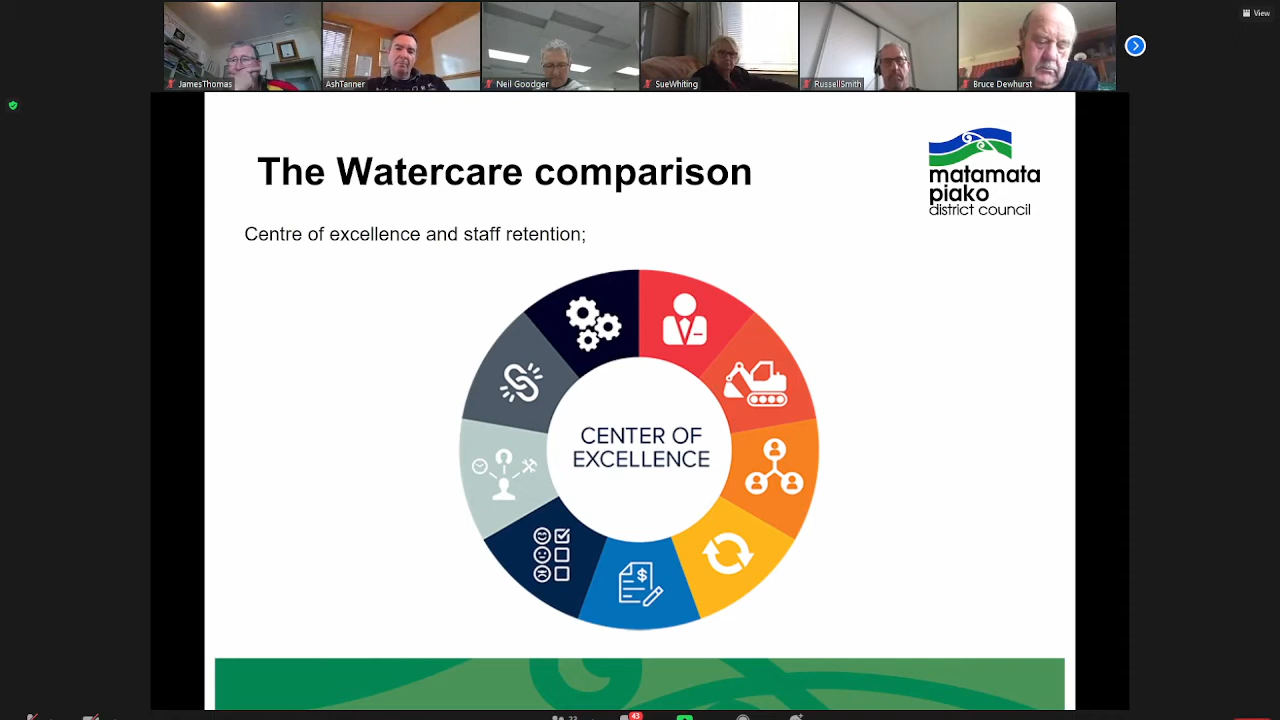 View
JamesThomas
AshTanner
Neil Goodger
SueWhiting
RussellSmith
Bruce Dewhurst
The Watercare comparison
matamata
piako
district council
Centre of excellence and staff retention;
CENTER OF
EXCELLENCE
$
43